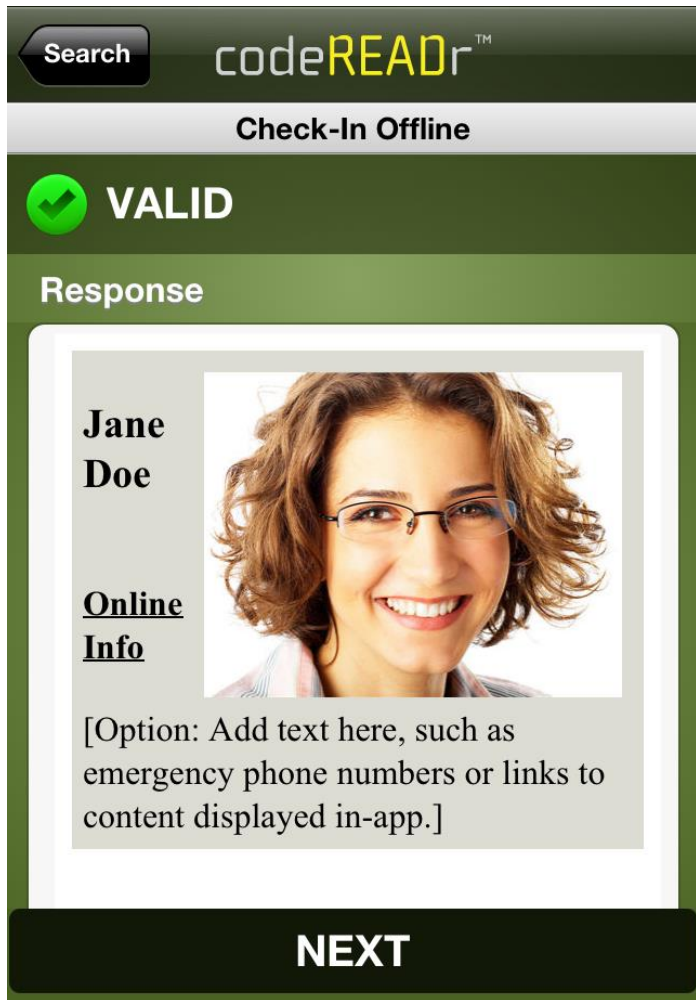 Search
codeREADr™
Check-In Offline
VALID
Response
Jane
Doe
Online
Info
[Option: Add text here, such as
emergency phone numbers or links to
content displayed in-app.]
NEXT